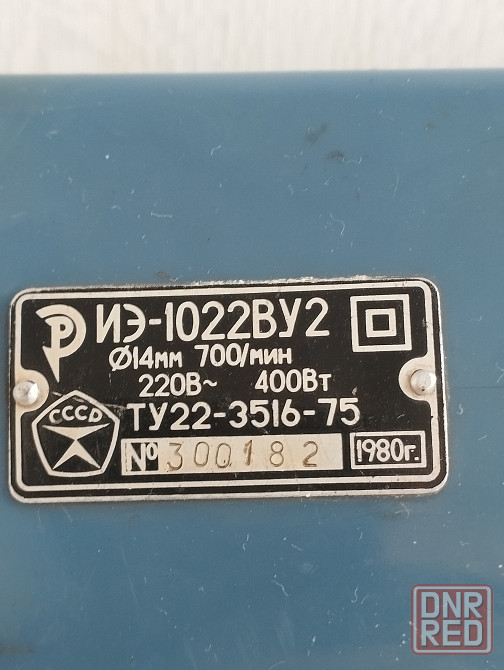 ИЭ-1022ВУ2
Ø14мм 700/мин
220В~ 400Вт
СССР
ТУ22-3516-75
№ 300182 1980г.
DNR
RED